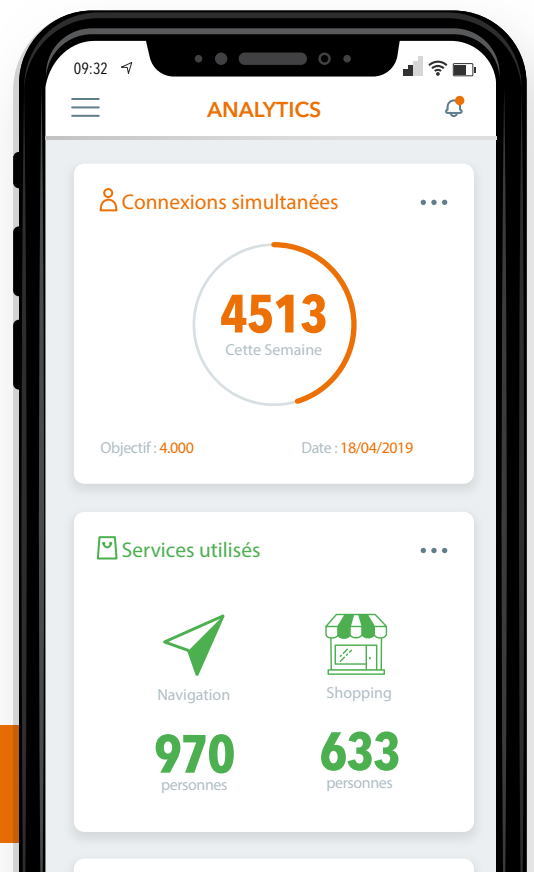 09:32
ANALYTICS
Connexions simultanées
4513
Cette Semaine
Objectif : 4.000
Date : 18/04/2019
Services utilisés
Navigation
Shopping
970
633
personnes
personnes